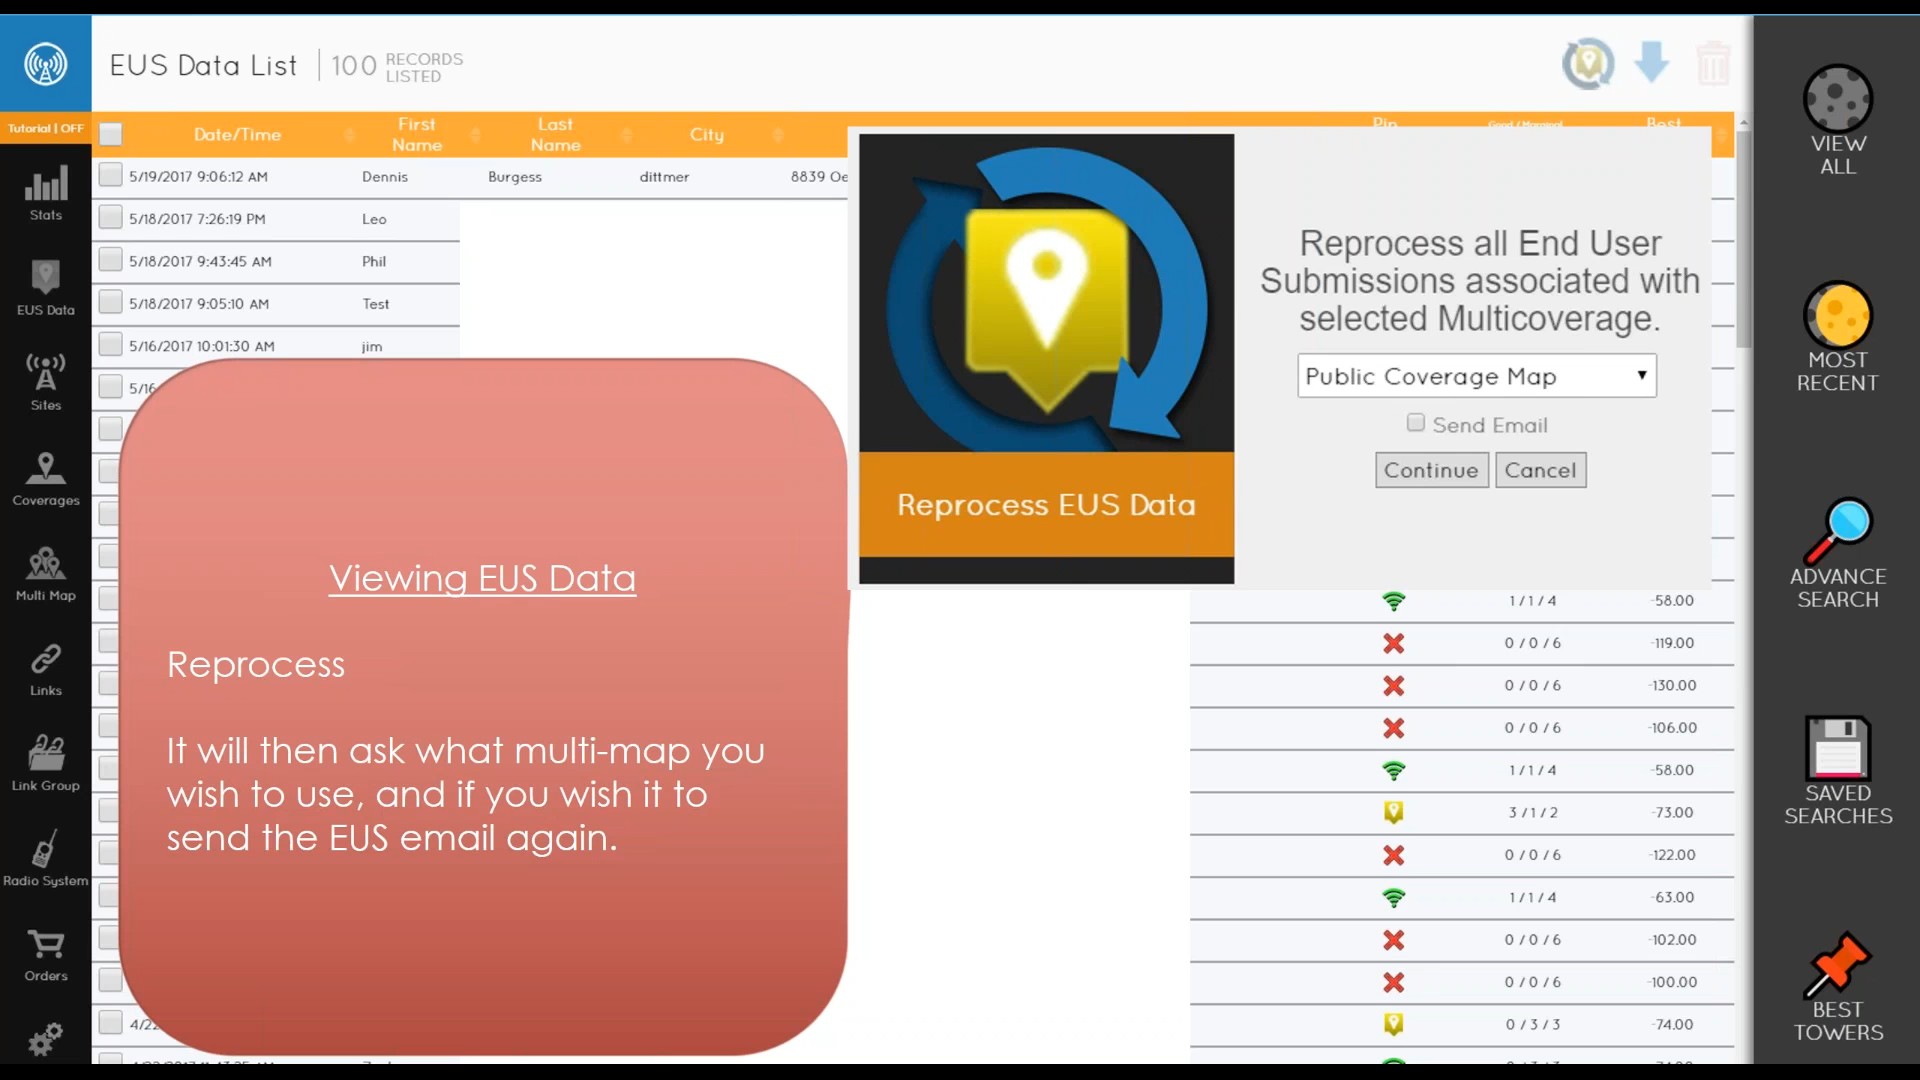 EUS Data List
100 RECORDS LISTED
Tutorial | OFF
Date/Time
First Name
Last Name
City
Pin
Good / Marginal
Best
5/19/2017 9:06:12 AM Dennis Burgess dittmer 8839 Oe
5/18/2017 7:26:19 PM Leo
5/18/2017 9:43:45 AM Phil
5/18/2017 9:05:10 AM Test
5/16/2017 10:01:30 AM jim
5/16
Stats
EUS Data
Sites
Coverages
Multi Map
Links
Link Group
Radio System
Orders
Reprocess EUS Data
Reprocess all End User
Submissions associated with
selected Multicoverage.
Public Coverage Map
Send Email
Continue Cancel
Viewing EUS Data
Reprocess
It will then ask what multi-map you
wish to use, and if you wish it to
send the EUS email again.
1 / 1 / 4 -58.00
0 / 0 / 6 -119.00
0 / 0 / 6 -130.00
0 / 0 / 6 -106.00
1 / 1 / 4 -58.00
3 / 1 / 2 -73.00
0 / 0 / 6 -122.00
1 / 1 / 4 -63.00
0 / 0 / 6 -102.00
0 / 0 / 6 -100.00
4/22
0 / 3 / 3 -74.00
VIEW
ALL
MOST
RECENT
ADVANCE
SEARCH
SAVED
SEARCHES
BEST
TOWERS